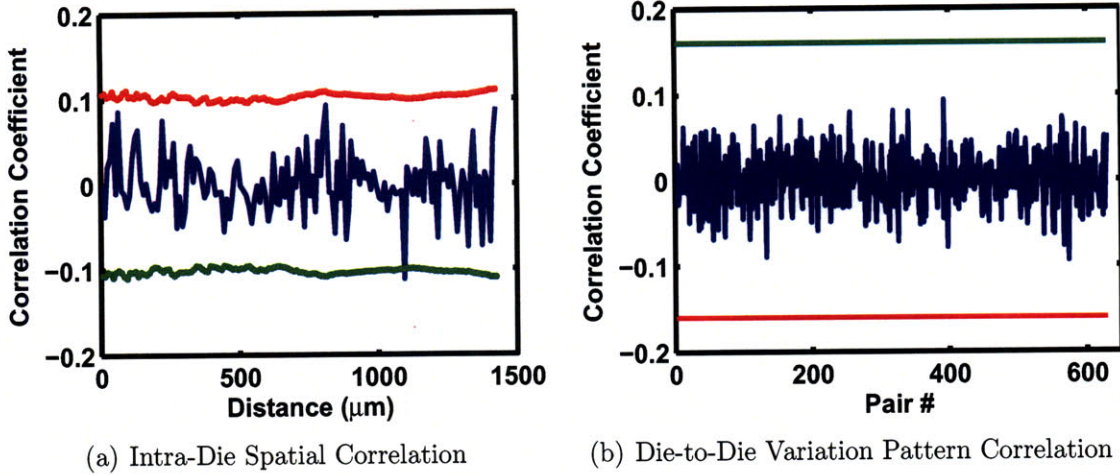 0.2
0.1
0
−0.1
−0.2
Correlation Coefficient
0 500 1000 1500
Distance (μm)
(a) Intra-Die Spatial Correlation
0.2
0.1
0
−0.1
−0.2
Correlation Coefficient
0 200 400 600
Pair #
(b) Die-to-Die Variation Pattern Correlation